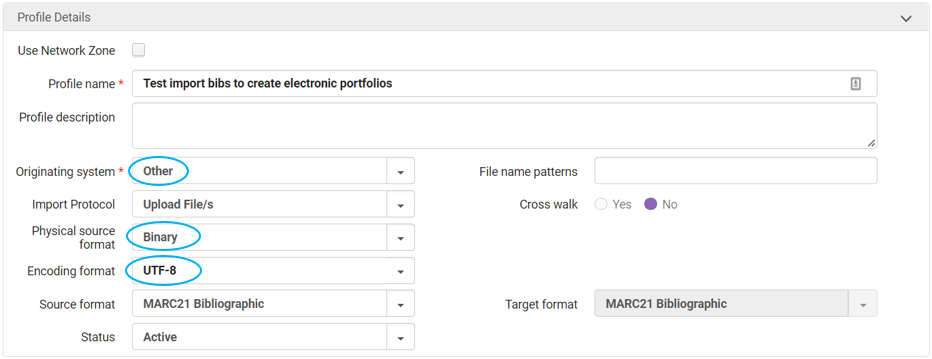 Profile Details
Use Network Zone
Profile name * Test import bibs to create electronic portfolios
Profile description
Originating system * Other File name patterns
Import Protocol Upload File/s Cross walk Yes No
Physical source
format Binary
Encoding format UTF-8
Source format MARC21 Bibliographic Target format MARC21 Bibliographic
Status Active